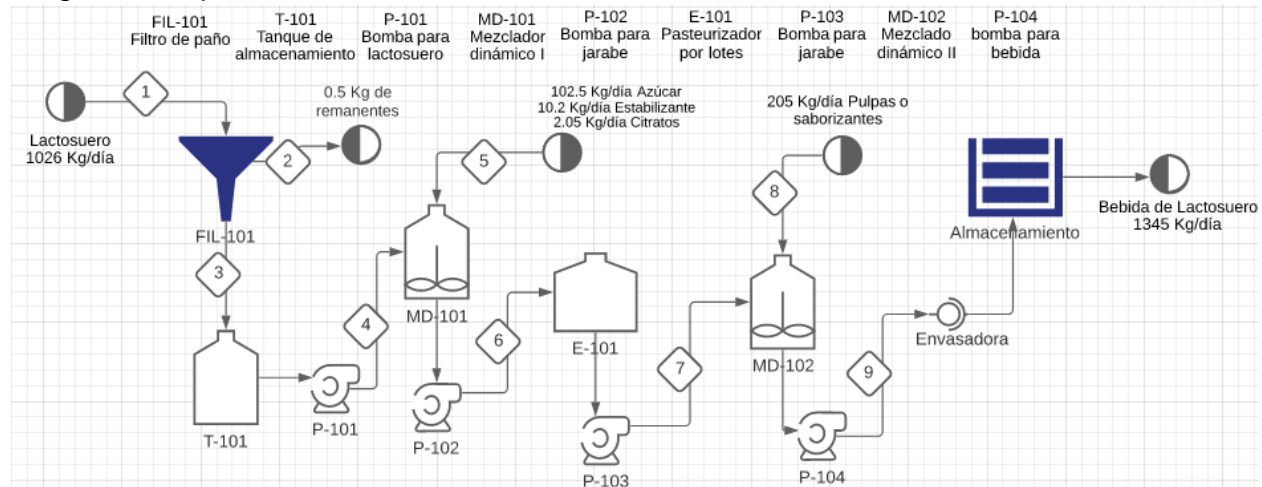 FIL-101
Filtro de paño
T-101
Tanque de
almacenamiento
P-101
Bomba para
lactosuero
MD-101
Mezclador
dinámico I
P-102
Bomba para
jarabe
E-101
Pasteurizador
por lotes
P-103
Bomba para
jarabe
MD-102
Mezclado
dinámico II
P-104
bomba para
bebida
Lactosuero
1026 Kg/día
1
0.5 Kg de
remanentes
2
102.5 Kg/día Azúcar
10.2 Kg/día Estabilizante
2.05 Kg/día Citratos
5
205 Kg/día Pulpas o
saborizantes
8
FIL-101
3
T-101
P-101
4
MD-101
P-102
6
E-101
P-103
7
MD-102
P-104
9
Envasadora
Almacenamiento
Bebida de Lactosuero
1345 Kg/día